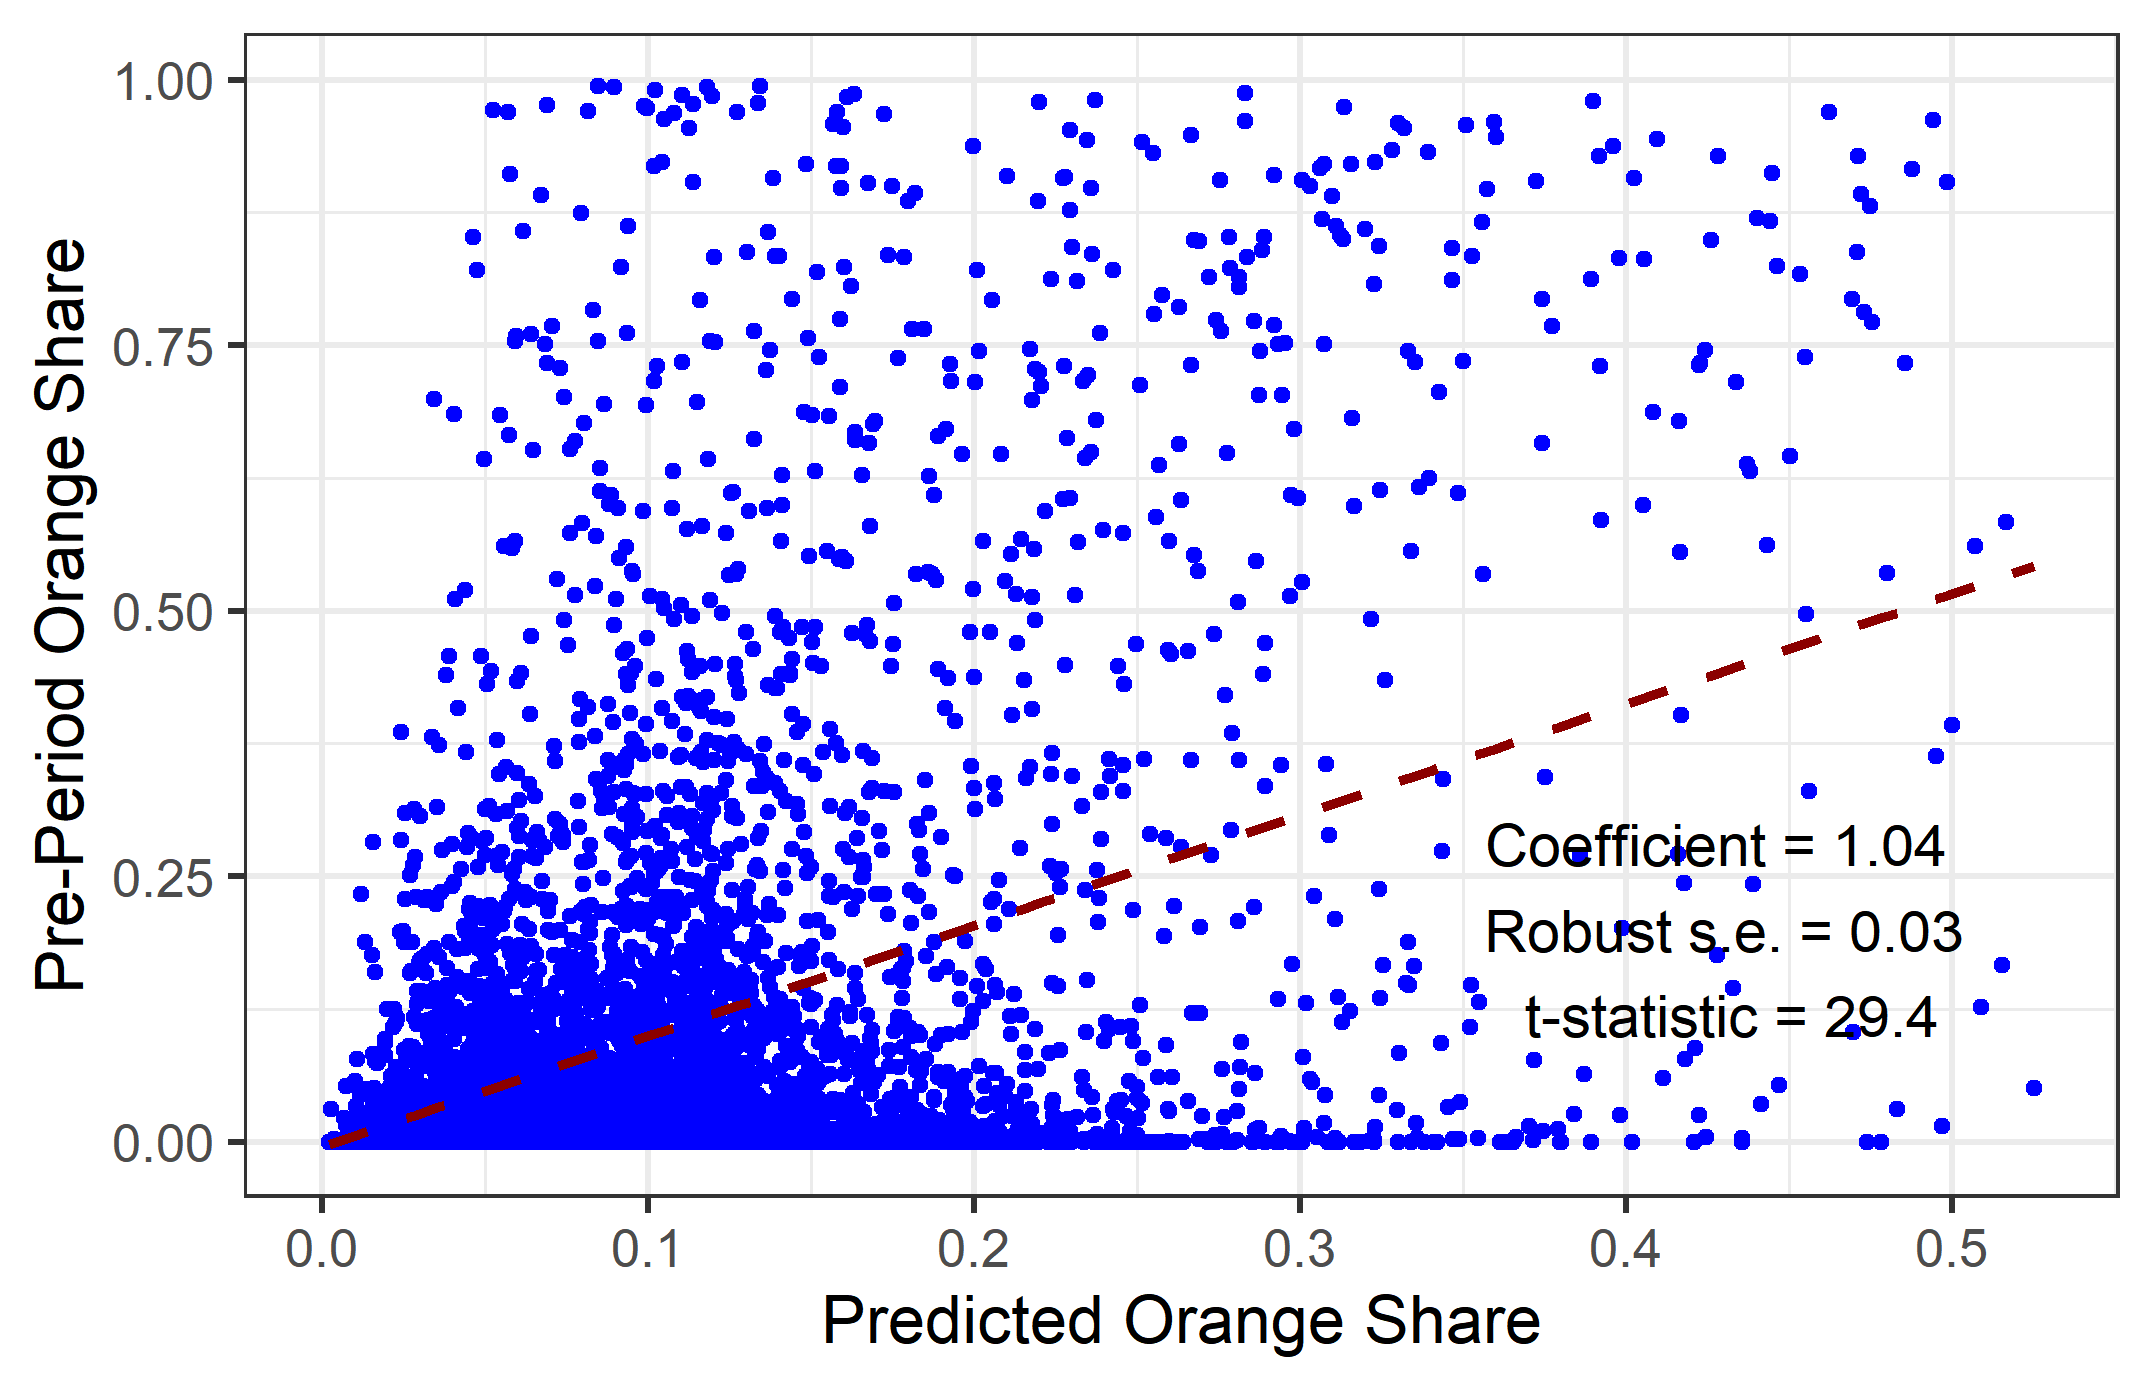 1.00
0.75
0.50
0.25
0.00
Pre-Period Orange Share
Coefficient = 1.04
Robust s.e. = 0.03
t-statistic = 29.4
0.0 0.1 0.2 0.3 0.4 0.5
Predicted Orange Share